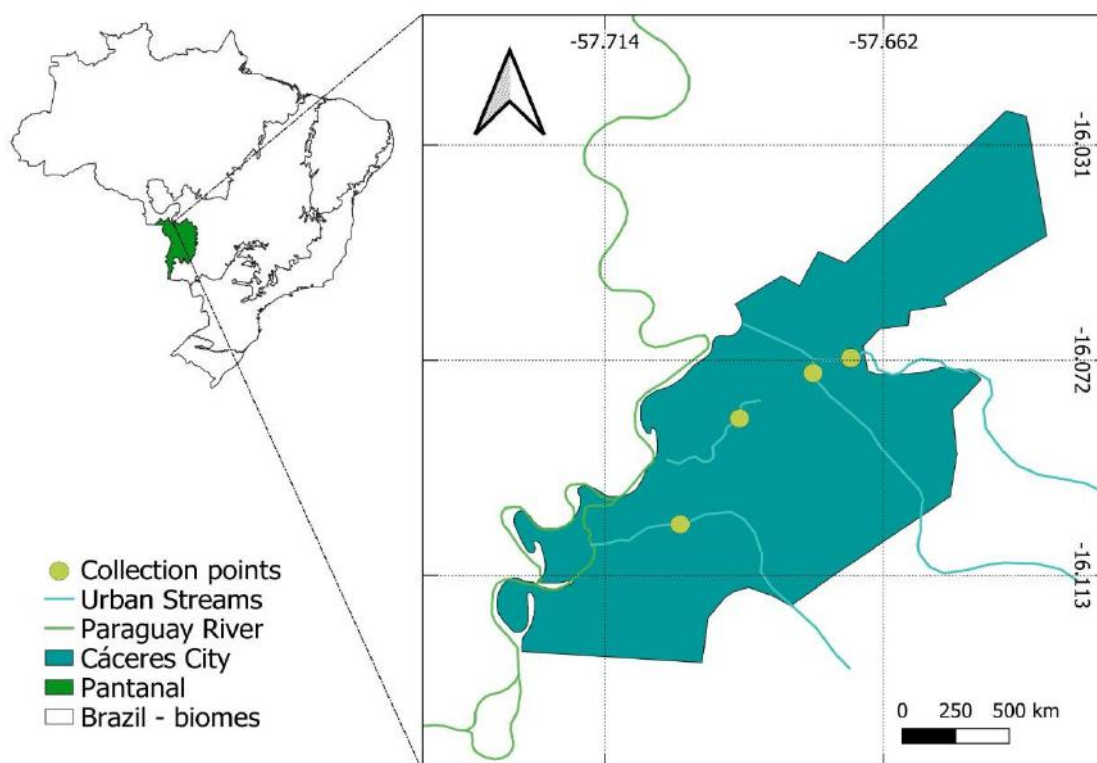 -57.714
-57.662
-16.031
-16.072
-16.113
Collection points
Urban Streams
Paraguay River
Cáceres City
Pantanal
Brazil - biomes
0 250 500 km